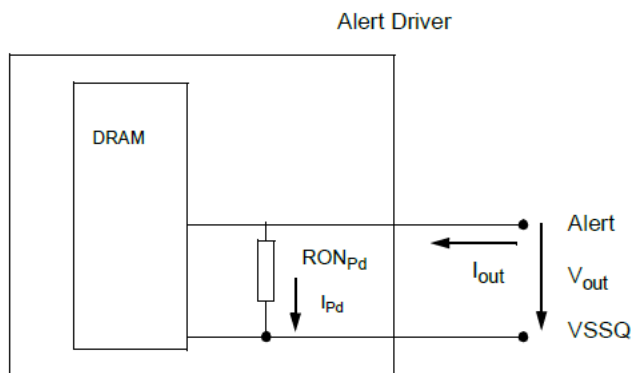 Alert Driver
DRAM
Alert
RONPd
Iout
Vout
IPd
VSSQ